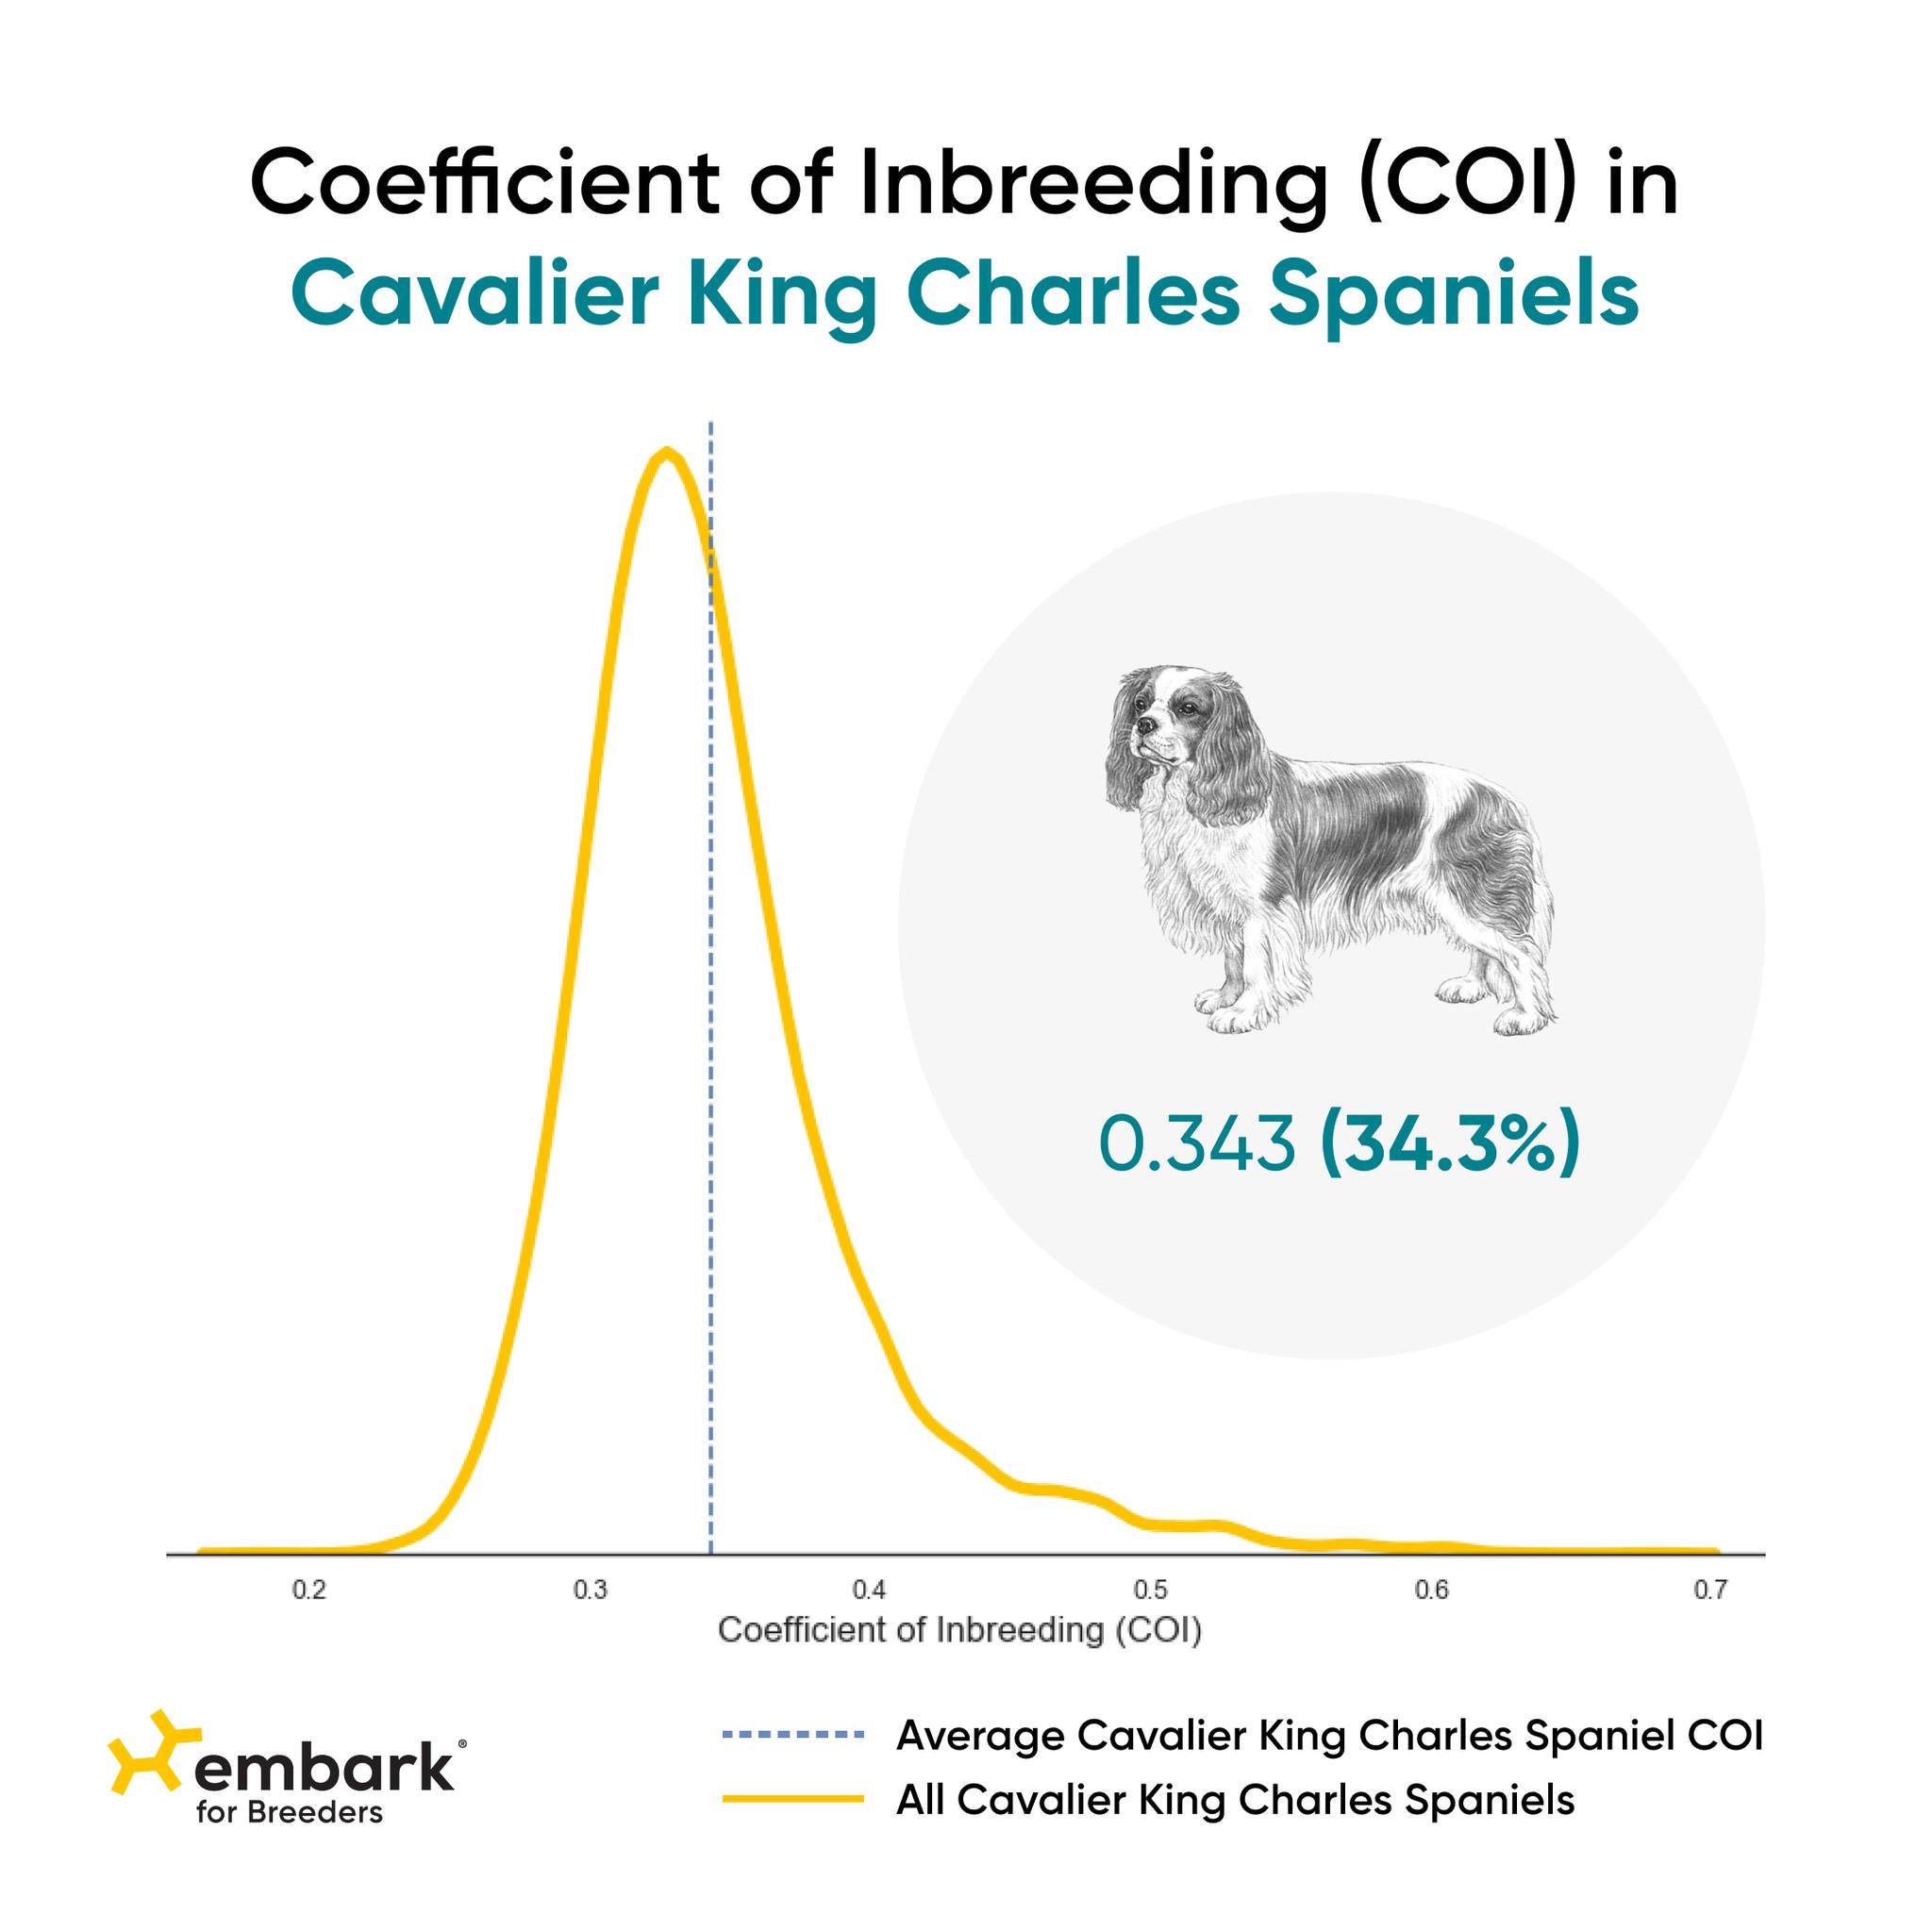 Coefficient of Inbreeding (COI) in
Cavalier King Charles Spaniels
0.343 (34.3%)
0.2 0.3 0.4 0.5 0.6 0.7
Coefficient of Inbreeding (COI)
embark®
for Breeders
Average Cavalier King Charles Spaniel COI
All Cavalier King Charles Spaniels